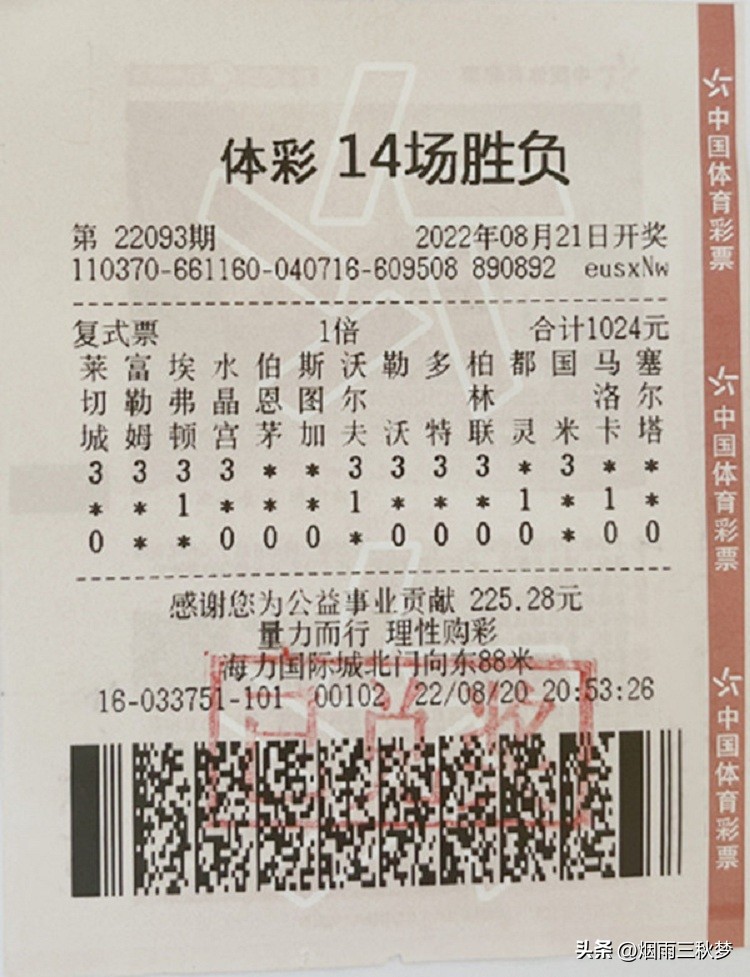 体彩 14场胜负
第 22093期 2022年08月21日开奖
110370-661160-040716-609508 890892 eusxNw
复式票 1倍 合计1024元
莱 富 埃 水 伯 斯 沃 勒 多 柏 都 国 马 塞
切 勒 弗 晶 恩 图 尔 林 洛 尔
城 姆 顿 宫 茅 加 夫 沃 特 联 灵 米 卡 塔
3 3 3 3 * * 3 3 3 3 * 3 * *
* * 1 * * * 1 * * * 1 * 1 *
0 * * 0 0 0 * 0 0 0 0 * 0 0
感谢您为公益事业贡献 225.28元
量力而行 理性购彩
海力国际城北门向东88米
16-033751-101 00102 22/08/20 20:53:26
已兑奖
中国体育彩票
中国体育彩票
中国体育彩票
头条 @烟雨三秋梦